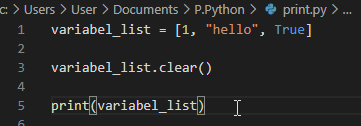 c: > Users > User > Documents > P.Python > print.py > ...
1 variabel_list = [1, "hello", True]
2
3 variabel_list.clear()
4
5 print(variabel_list)